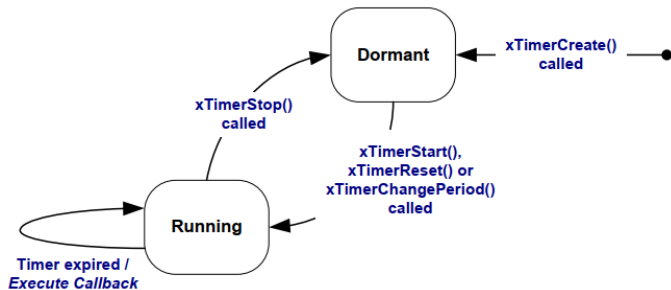 Dormant
xTimerCreate()
called
xTimerStop()
called
xTimerStart(),
xTimerReset() or
xTimerChangePeriod()
called
Running
Timer expired /
Execute Callback